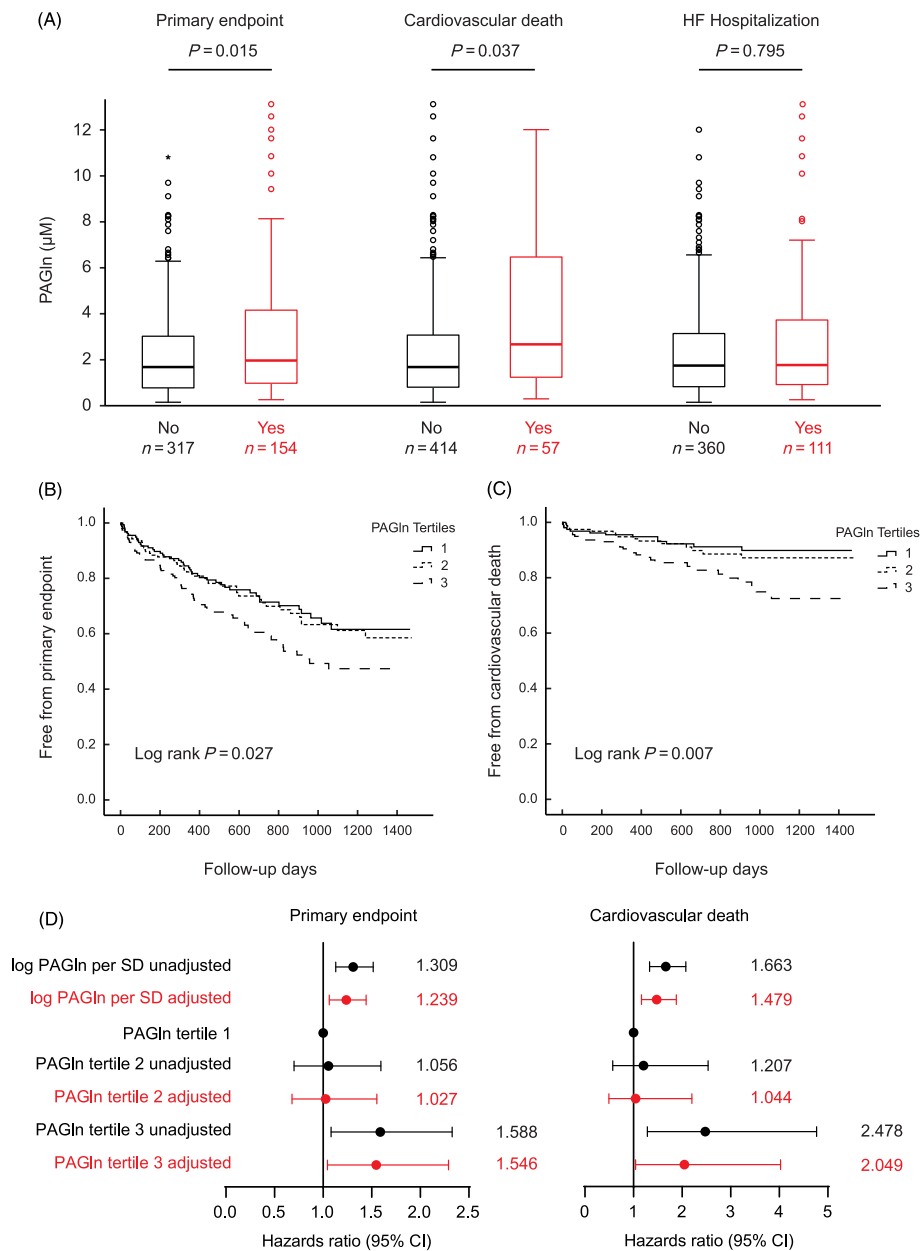 (A)
Primary endpoint
Cardiovascular death
HF Hospitalization
P = 0.015
P = 0.037
P = 0.795
PAGln (μM)
12
10
8
6
4
2
0
No
Yes
No
Yes
No
Yes
n = 317
n = 154
n = 414
n = 57
n = 360
n = 111
(B)
PAGln Tertiles
1
2
3
Free from primary endpoint
1.0
0.8
0.6
0.4
0.2
0.0
Log rank P = 0.027
0 200 400 600 800 1000 1200 1400
Follow-up days
(C)
PAGln Tertiles
1
2
3
Free from cardiovascular death
1.0
0.8
0.6
0.4
0.2
0.0
Log rank P = 0.007
0 200 400 600 800 1000 1200 1400
Follow-up days
(D)
Primary endpoint
Cardiovascular death
log PAGln per SD unadjusted 1.309 1.663
log PAGln per SD adjusted 1.239 1.479
PAGln tertile 1
PAGln tertile 2 unadjusted 1.056 1.207
PAGln tertile 2 adjusted 1.027 1.044
PAGln tertile 3 unadjusted 1.588 2.478
PAGln tertile 3 adjusted 1.546 2.049
0.0 0.5 1.0 1.5 2.0 2.5
0 1 2 3 4 5
Hazards ratio (95% CI)
Hazards ratio (95% CI)